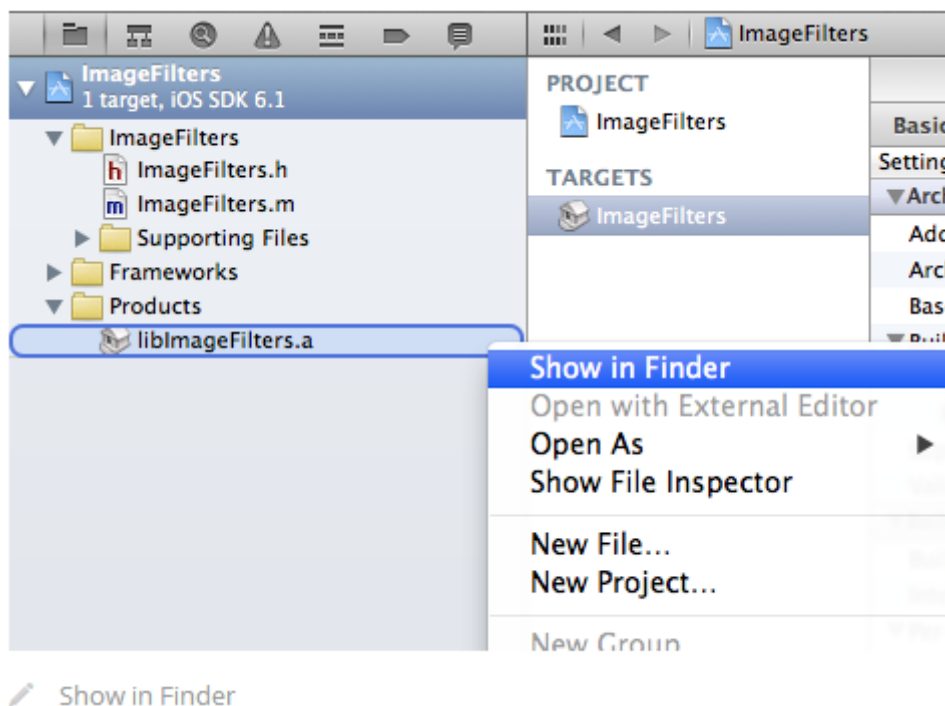 ImageFilters
ImageFilters
1 target, iOS SDK 6.1
PROJECT
ImageFilters
ImageFilters
Basic
ImageFilters.h
TARGETS
Setting
ImageFilters.m
ImageFilters
Supporting Files
Frameworks
Products
libImageFilters.a
Show in Finder
Open with External Editor
Open As
Show File Inspector
New File...
New Project...
New Group
Show in Finder